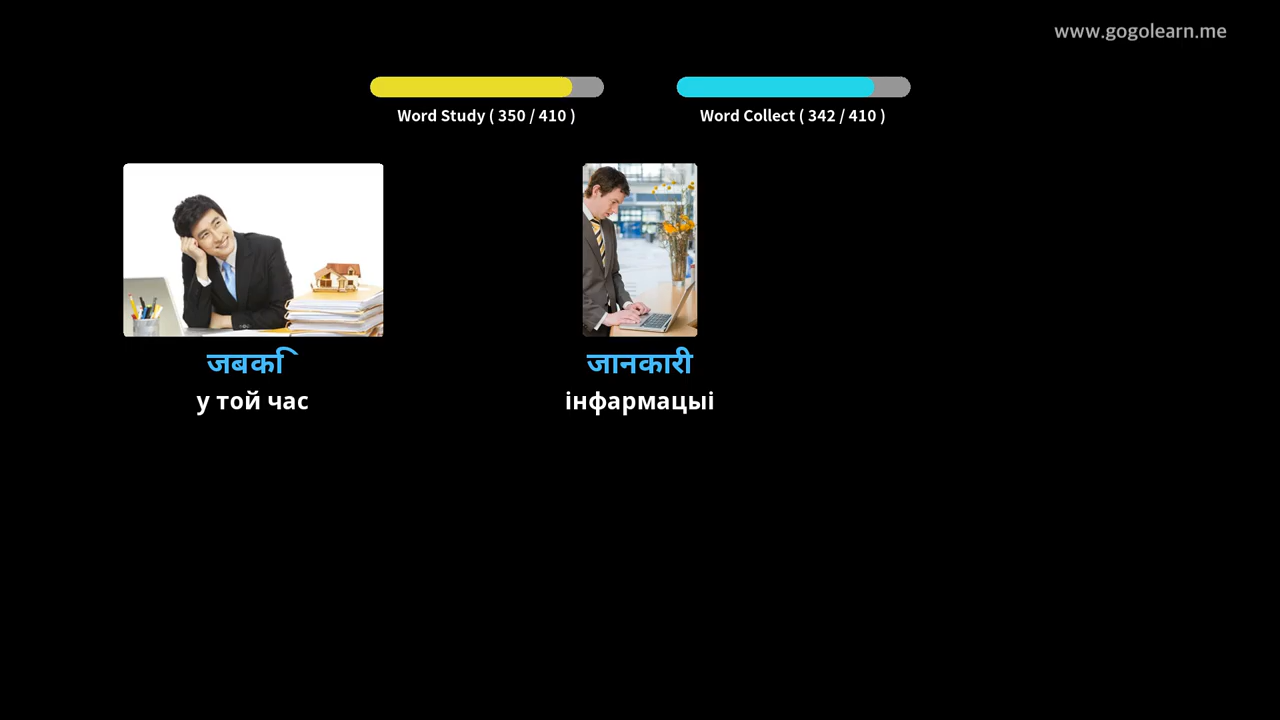 www.gogolearn.me
Word Study ( 350 / 410 )
Word Collect ( 342 / 410 )
जबकि
у той час
जानकारी
інфармацыі